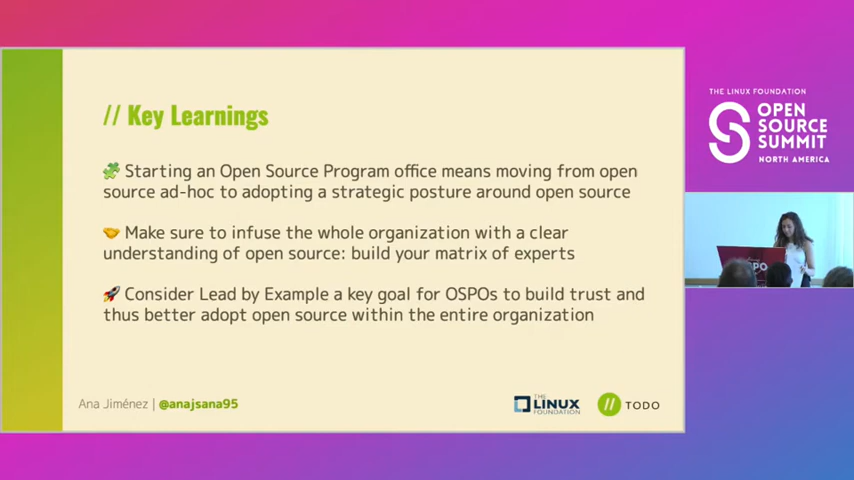 // Key Learnings
Starting an Open Source Program office means moving from open
source ad-hoc to adopting a strategic posture around open source
Make sure to infuse the whole organization with a clear
understanding of open source: build your matrix of experts
Consider Lead by Example a key goal for OSPOs to build trust and
thus better adopt open source within the entire organization
Ana Jiménez | @anajsana95
THE
LINUX
FOUNDATION
// TODO
THE LINUX FOUNDATION
OPEN
SOURCE
SUMMIT
NORTH AMERICA